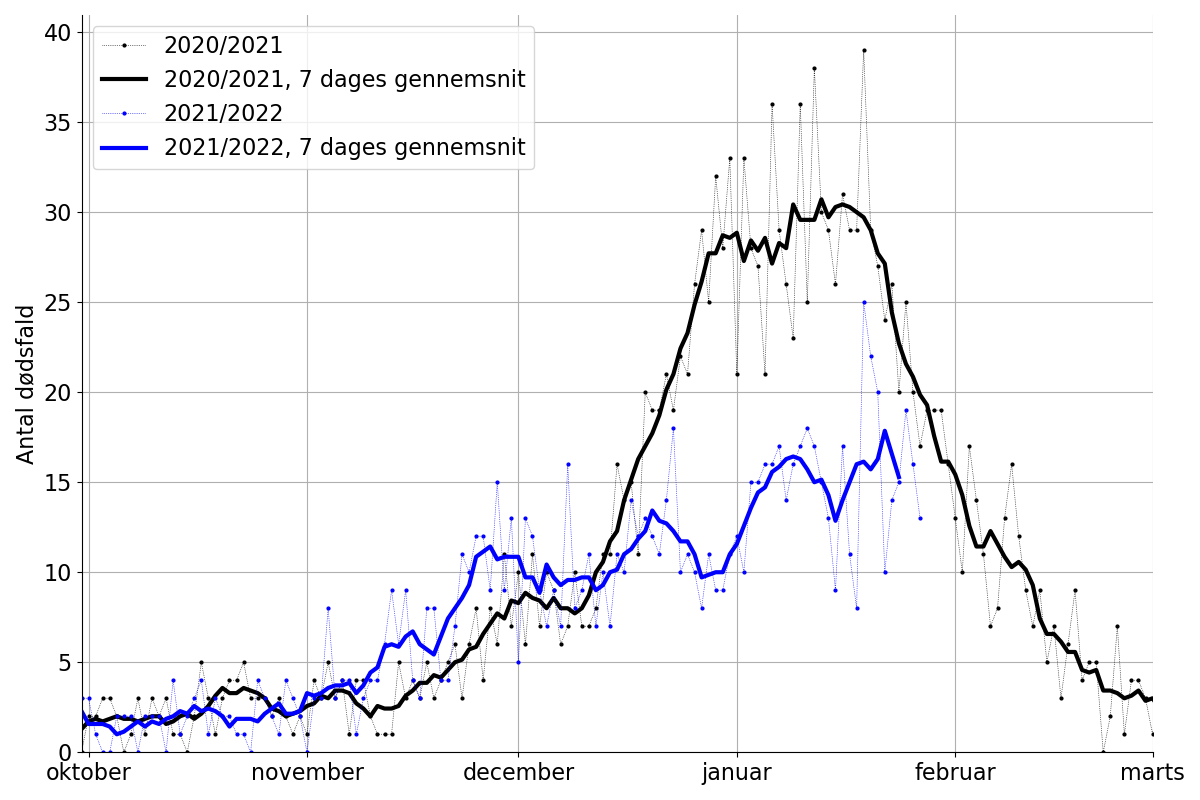 40
35
30
25
20
15
10
5
0
Antal dødsfald
2020/2021
2020/2021, 7 dages gennemsnit
2021/2022
2021/2022, 7 dages gennemsnit
oktober
november
december
januar
februar
marts